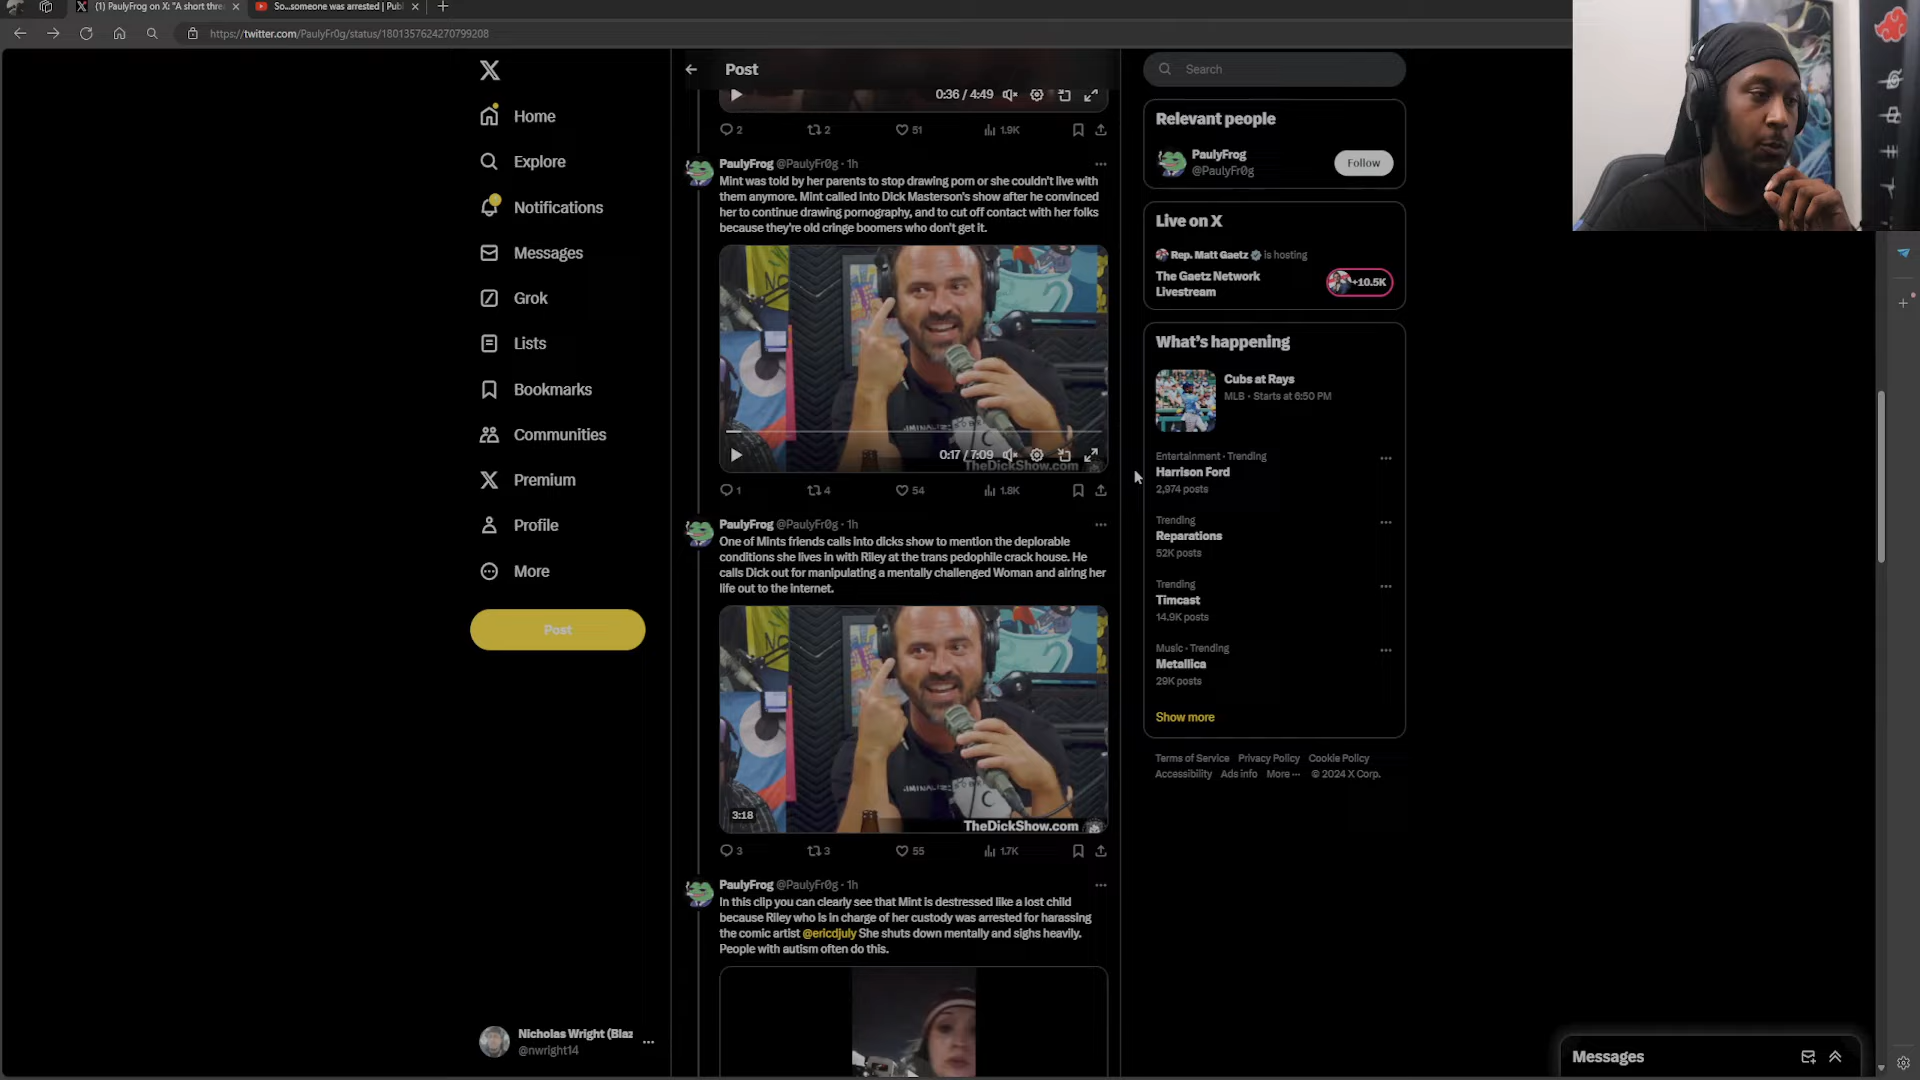 (1) PaulyFrog on X: "A short thre
So...someone was arrested | Publ
https://twitter.com/PaulyFr0g/status/1801357624270799208
Home
Explore
Notifications
Messages
Grok
Lists
Bookmarks
Communities
Premium
Profile
More
Post
Nicholas Wright (Blaz
@nwright14
Post
0:36 / 4:49
2
2
51
1.9K
PaulyFrog @PaulyFr0g · 1h
Mint was told by her parents to stop drawing porn or she couldn't live with
them anymore. Mint called into Dick Masterson's show after he convinced
her to continue drawing pornography, and to cut off contact with her folks
because they're old cringe boomers who don't get it.
0:17 / 7:09
TheDickShow.com
1
4
54
1.8K
PaulyFrog @PaulyFr0g · 1h
One of Mints friends calls into dicks show to mention the deplorable
conditions she lives in with Riley at the trans pedophile crack house. He
calls Dick out for manipulating a mentally challenged Woman and airing her
life out to the internet.
3:18
TheDickShow.com
3
3
55
1.7K
PaulyFrog @PaulyFr0g · 1h
In this clip you can clearly see that Mint is distressed like a lost child
because Riley who is in charge of her custody was arrested for harassing
the comic artist @ericdjuly She shuts down mentally and sighs heavily.
People with autism often do this.
Search
Relevant people
PaulyFrog
@PaulyFr0g
Follow
Live on X
Rep. Matt Gaetz is hosting
The Gaetz Network
Livestream
+10.5K
What's happening
Cubs at Rays
MLB · Starts at 6:50 PM
Entertainment · Trending
Harrison Ford
2,974 posts
Trending
Reparations
52K posts
Trending
Timcast
14.9K posts
Music · Trending
Metallica
29K posts
Show more
Terms of Service Privacy Policy Cookie Policy
Accessibility Ads info More ··· © 2024 X Corp.
Messages